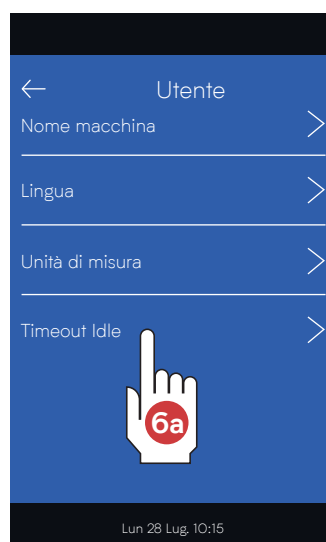 Utente
Nome macchina
Lingua
Unità di misura
Timeout Idle
6a
Lun 28 Lug. 10:15